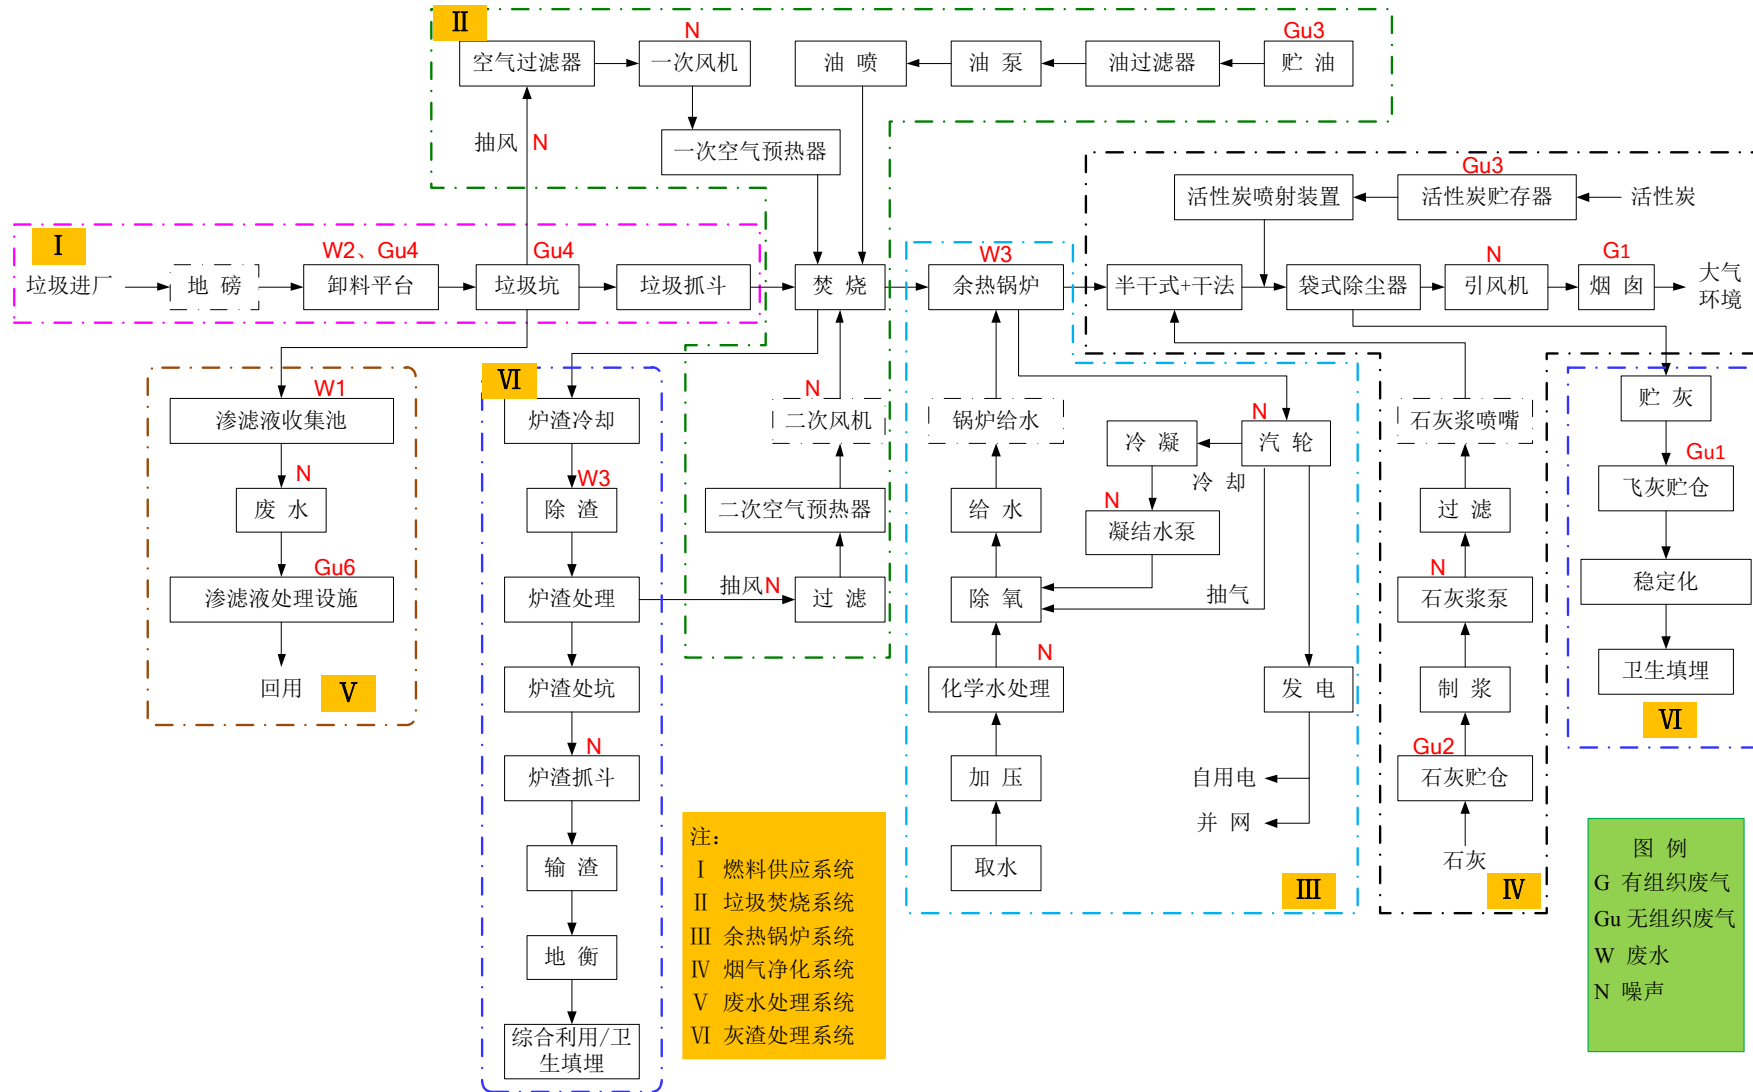 Ⅱ
N
Gu3
空气过滤器
一次风机
油 喷
油 泵
油过滤器
贮 油
抽风 N
一次空气预热器
Gu3
活性炭喷射装置
活性炭贮存器
活性炭
Ⅰ
W2、Gu4
Gu4
W3
N
G1
垃圾进厂
地 磅
卸料平台
垃圾坑
垃圾抓斗
焚 烧
余热锅炉
半干式+干法
袋式除尘器
引风机
烟 囱
大气
环境
W1
渗滤液收集池
N
废 水
Gu6
渗滤液处理设施
回用
Ⅴ
Ⅵ
炉渣冷却
W3
除 渣
炉渣处理
炉渣处坑
N
炉渣抓斗
输 渣
地 衡
综合利用/卫
生填埋
N
二次风机
二次空气预热器
抽风 N
过 滤
锅炉给水
给 水
除 氧
N
化学水处理
加 压
取水
N
冷 凝
汽 轮
冷 却
N
凝结水泵
抽气
发 电
自用电
并 网
Ⅲ
石灰浆喷嘴
过 滤
N
石灰浆泵
制 浆
Gu2
石灰贮仓
石灰
Ⅳ
贮 灰
Gu1
飞灰贮仓
稳定化
卫生填埋
Ⅵ
注：
Ⅰ 燃料供应系统
Ⅱ 垃圾焚烧系统
Ⅲ 余热锅炉系统
Ⅳ 烟气净化系统
Ⅴ 废水处理系统
Ⅵ 灰渣处理系统
图 例
G 有组织废气
Gu 无组织废气
W 废水
N 噪声